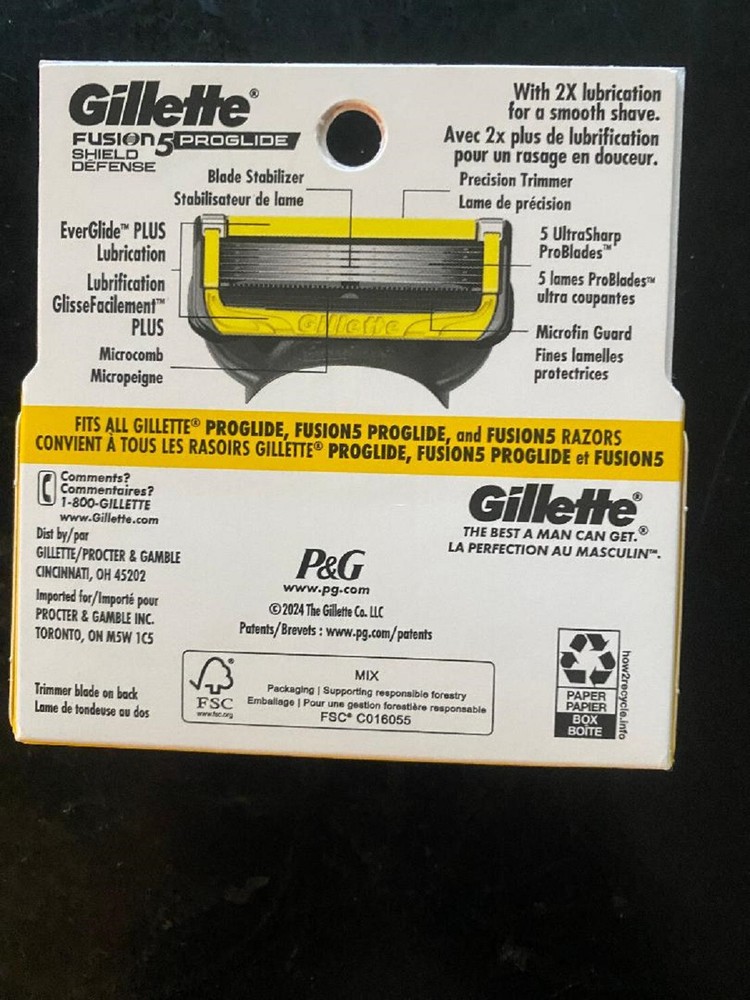 Gillette®
FUSION5 PROGLIDE
SHIELD
DÉFENSE
With 2X lubrication
for a smooth shave.
Avec 2x plus de lubrification
pour un rasage en douceur.
Blade Stabilizer
Stabilisateur de lame
Precision Trimmer
Lame de précision
EverGlide™ PLUS
Lubrication
Lubrification
GlisseFacilement™
PLUS
Microcomb
Micropeigne
5 UltraSharp
ProBlades™
5 lames ProBlades™
ultra coupantes
Microfin Guard
Fines lamelles
protectrices
Gillette
FITS ALL GILLETTE® PROGLIDE, FUSION5 PROGLIDE, and FUSION5 RAZORS
CONVIENT À TOUS LES RASOIRS GILLETTE® PROGLIDE, FUSION5 PROGLIDE et FUSION5
Comments?
Commentaires?
1-800-GILLETTE
www.Gillette.com
Dist by/par
GILLETTE/PROCTER & GAMBLE
CINCINNATI, OH 45202
Imported for/Importé pour
PROCTER & GAMBLE INC.
TORONTO, ON M5W 1C5
Trimmer blade on back
Lame de tondeuse au dos
P&G
www.pg.com
©2024 The Gillette Co. LLC
Patents/Brevets : www.pg.com/patents
Gillette®
THE BEST A MAN CAN GET.®
LA PERFECTION AU MASCULIN™.
FSC®
www.fsc.org
MIX
Packaging | Supporting responsible forestry
Emballage | Pour une gestion forestière responsable
FSC® C016055
PAPER
PAPIER
BOX
BOÎTE
how2recycle.info